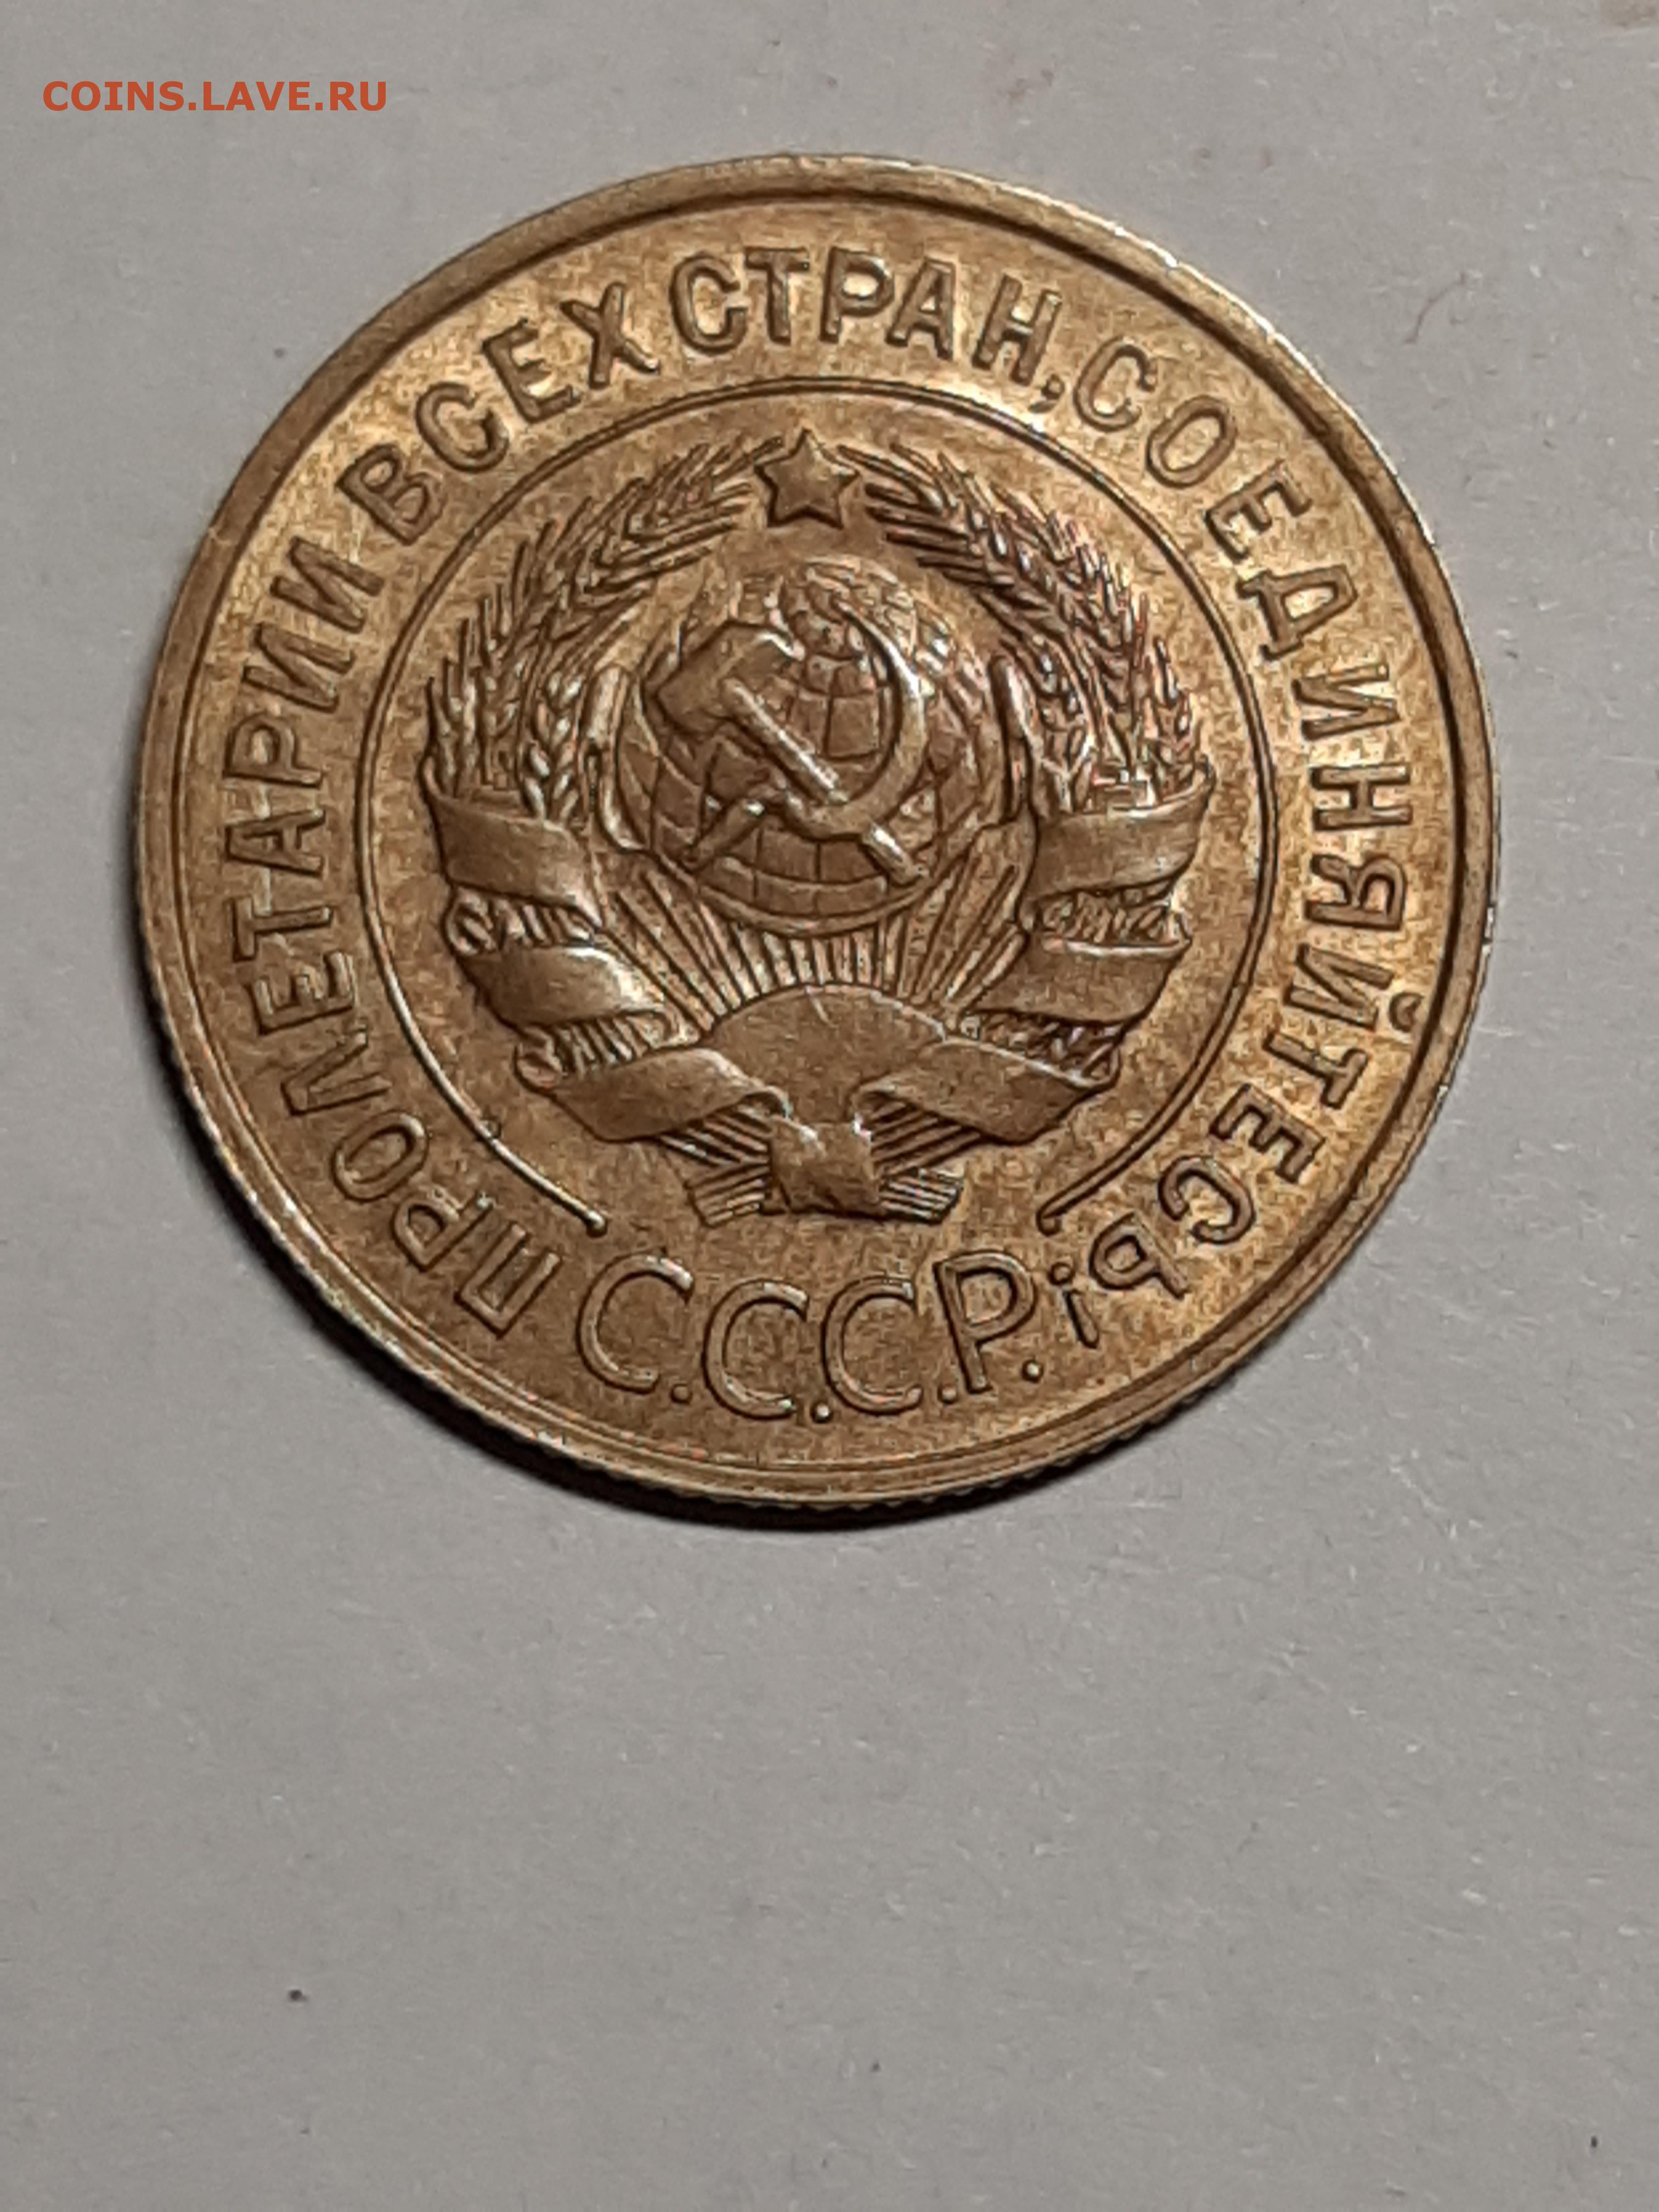 COINS.LAVE.RU
ПРОЛЕТАРИИ ВСЕХ СТРАН, СОЕДИНЯЙТЕСЬ!
С.С.С.Р.